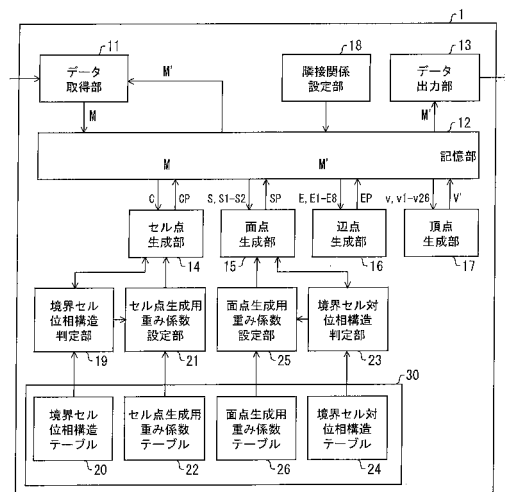 1
11
18
13
データ
取得部
M'
隣接関係
設定部
データ
出力部
M
M'
12
記憶部
M
M'
C
CP
S, S1-S2
SP
E, E1-E8
EP
v, v1-v26
V'
セル点
生成部
面点
生成部
辺点
生成部
頂点
生成部
14
15
16
17
境界セル
位相構造
判定部
セル点生成用
重み係数
設定部
面点生成用
重み係数
設定部
境界セル対
位相構造
判定部
19
21
25
23
30
境界セル
位相構造
テーブル
セル点生成用
重み係数
テーブル
面点生成用
重み係数
テーブル
境界セル対
位相構造
テーブル
20
22
26
24